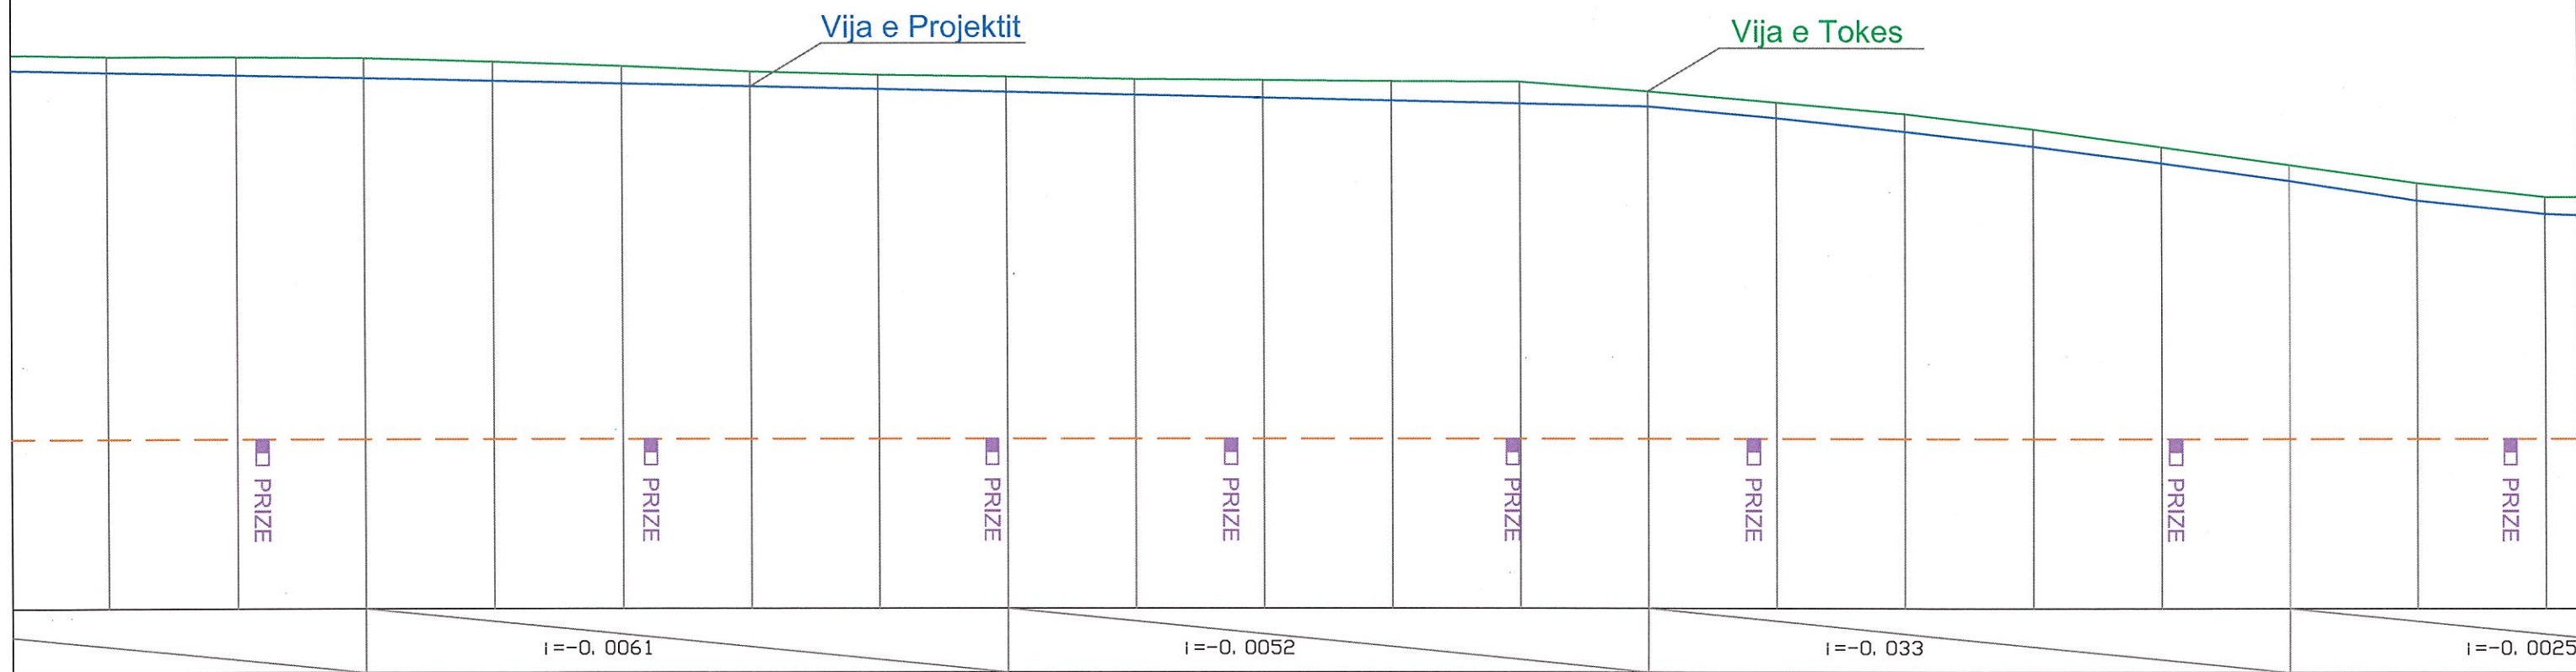 Vija e Projektit
Vija e Tokes
PRIZE
PRIZE
PRIZE
PRIZE
PRIZE
PRIZE
PRIZE
PRIZE
i=-0, 0061
i=-0, 0052
i=-0, 033
i=-0, 0025